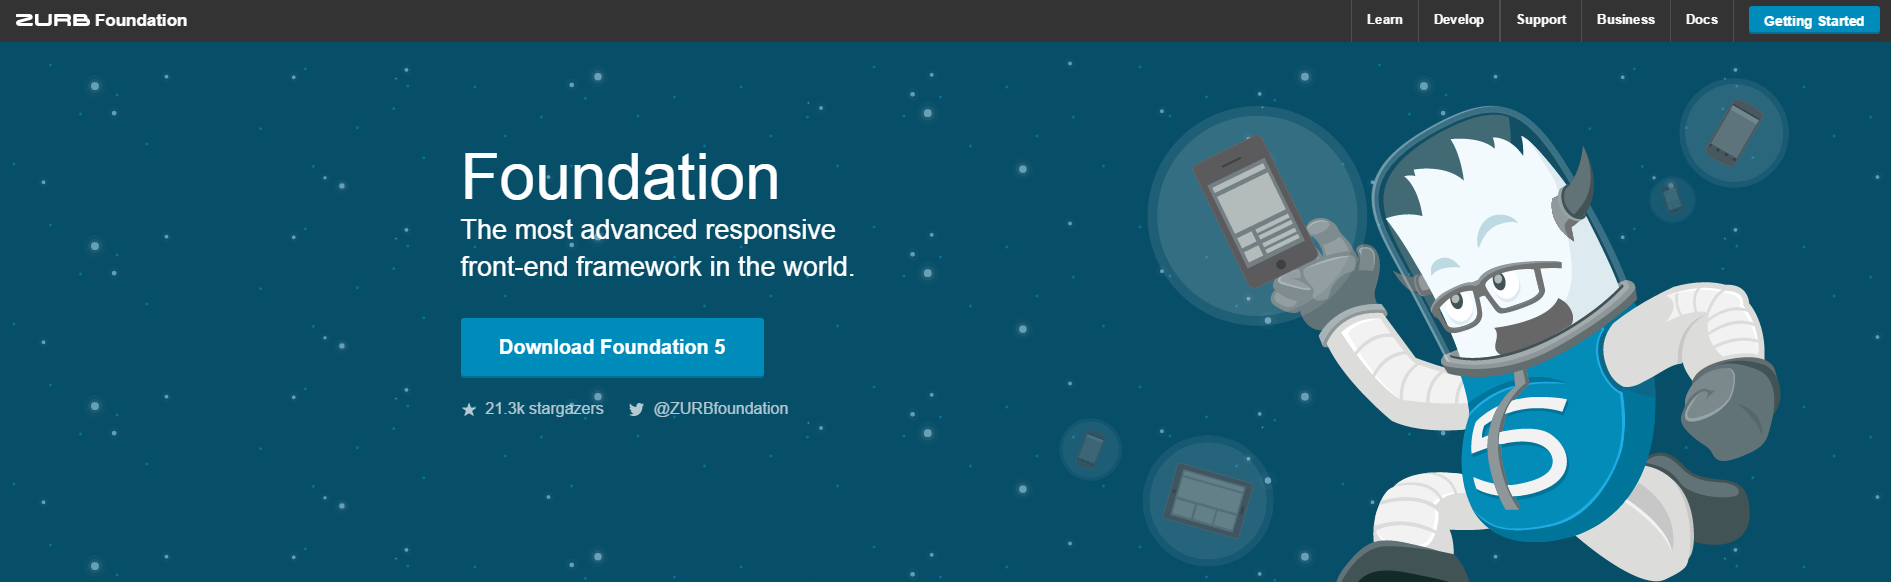 ZURB Foundation
Learn
Develop
Support
Business
Docs
Getting Started
Foundation
The most advanced responsive
front-end framework in the world.
Download Foundation 5
21.3k stargazers
@ZURBfoundation
5